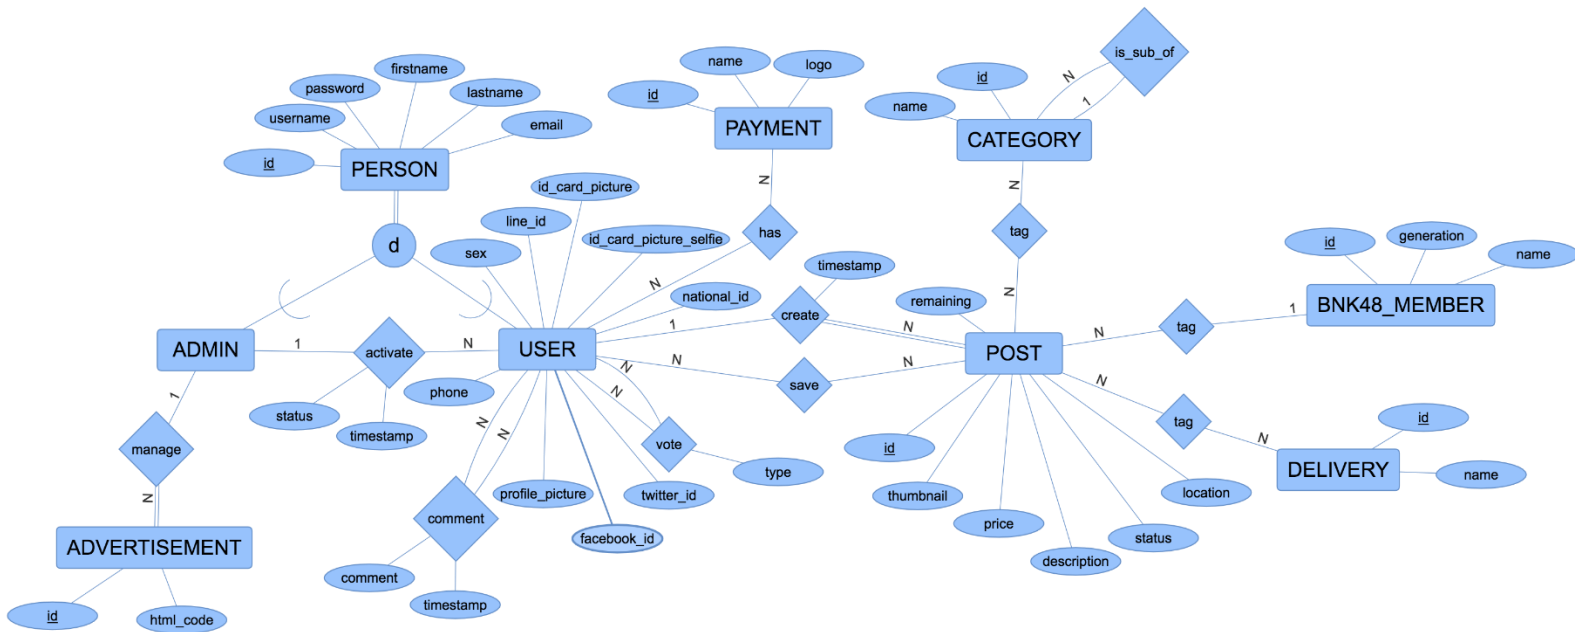 firstname
password
lastname
username
email
id
PERSON
d
name
logo
id
PAYMENT
N
has
N
is_sub_of
id
name
N
1
CATEGORY
N
tag
N
id_card_picture
line_id
id_card_picture_selfie
sex
national_id
timestamp
remaining
create
1
N
id
generation
name
BNK48_MEMBER
1
tag
N
ADMIN
1
activate
N
USER
POST
N
save
N
status
timestamp
phone
N
N
N
N
vote
type
1
manage
N
ADVERTISEMENT
id
html_code
comment
comment
timestamp
profile_picture
facebook_id
twitter_id
id
thumbnail
price
description
status
location
N
tag
N
DELIVERY
id
name